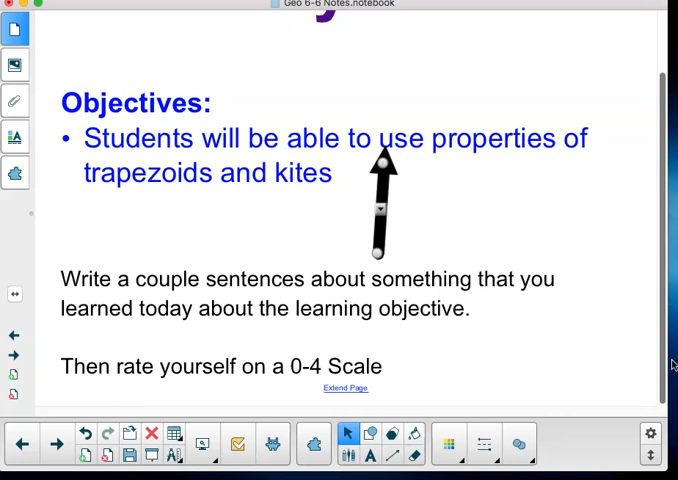 Geo 6-6 Notes.notebook
Objectives:
• Students will be able to use properties of
trapezoids and kites
Write a couple sentences about something that you
learned today about the learning objective.
Then rate yourself on a 0-4 Scale
Extend Page